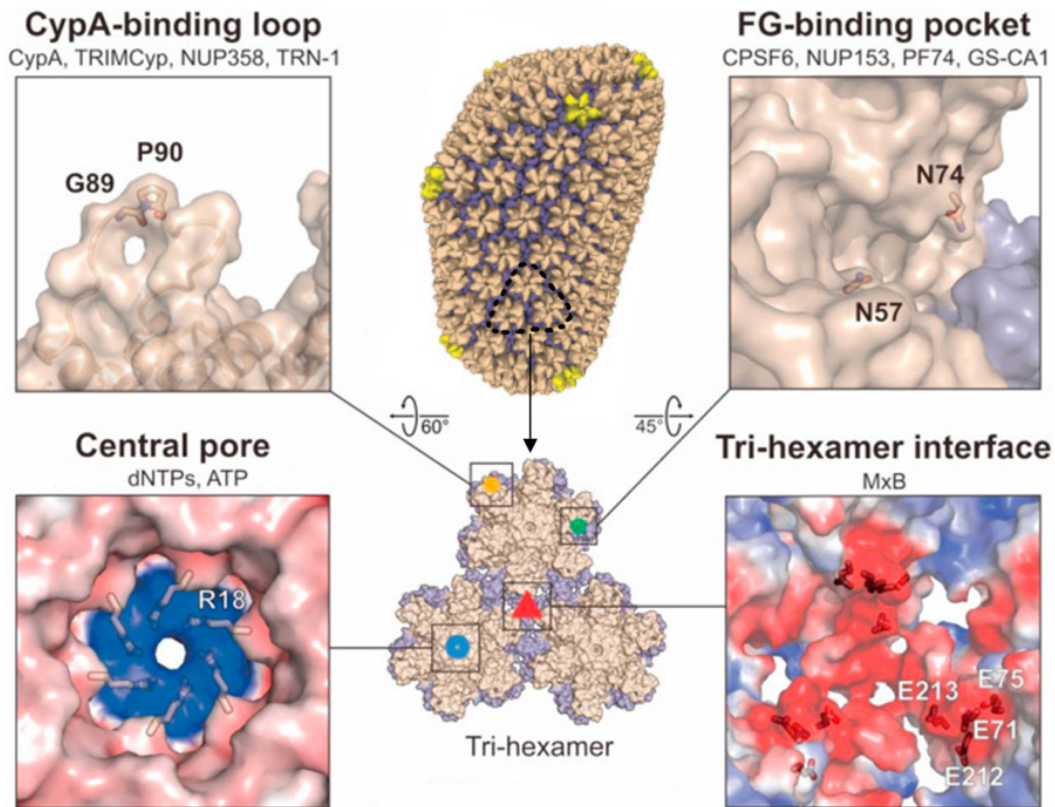 CypA-binding loop
CypA, TRIMCyp, NUP358, TRN-1
P90
G89
FG-binding pocket
CPSF6, NUP153, PF74, GS-CA1
N74
N57
60°
45°
Central pore
dNTPs, ATP
R18
Tri-hexamer interface
MxB
E213
E75
E71
E212
Tri-hexamer